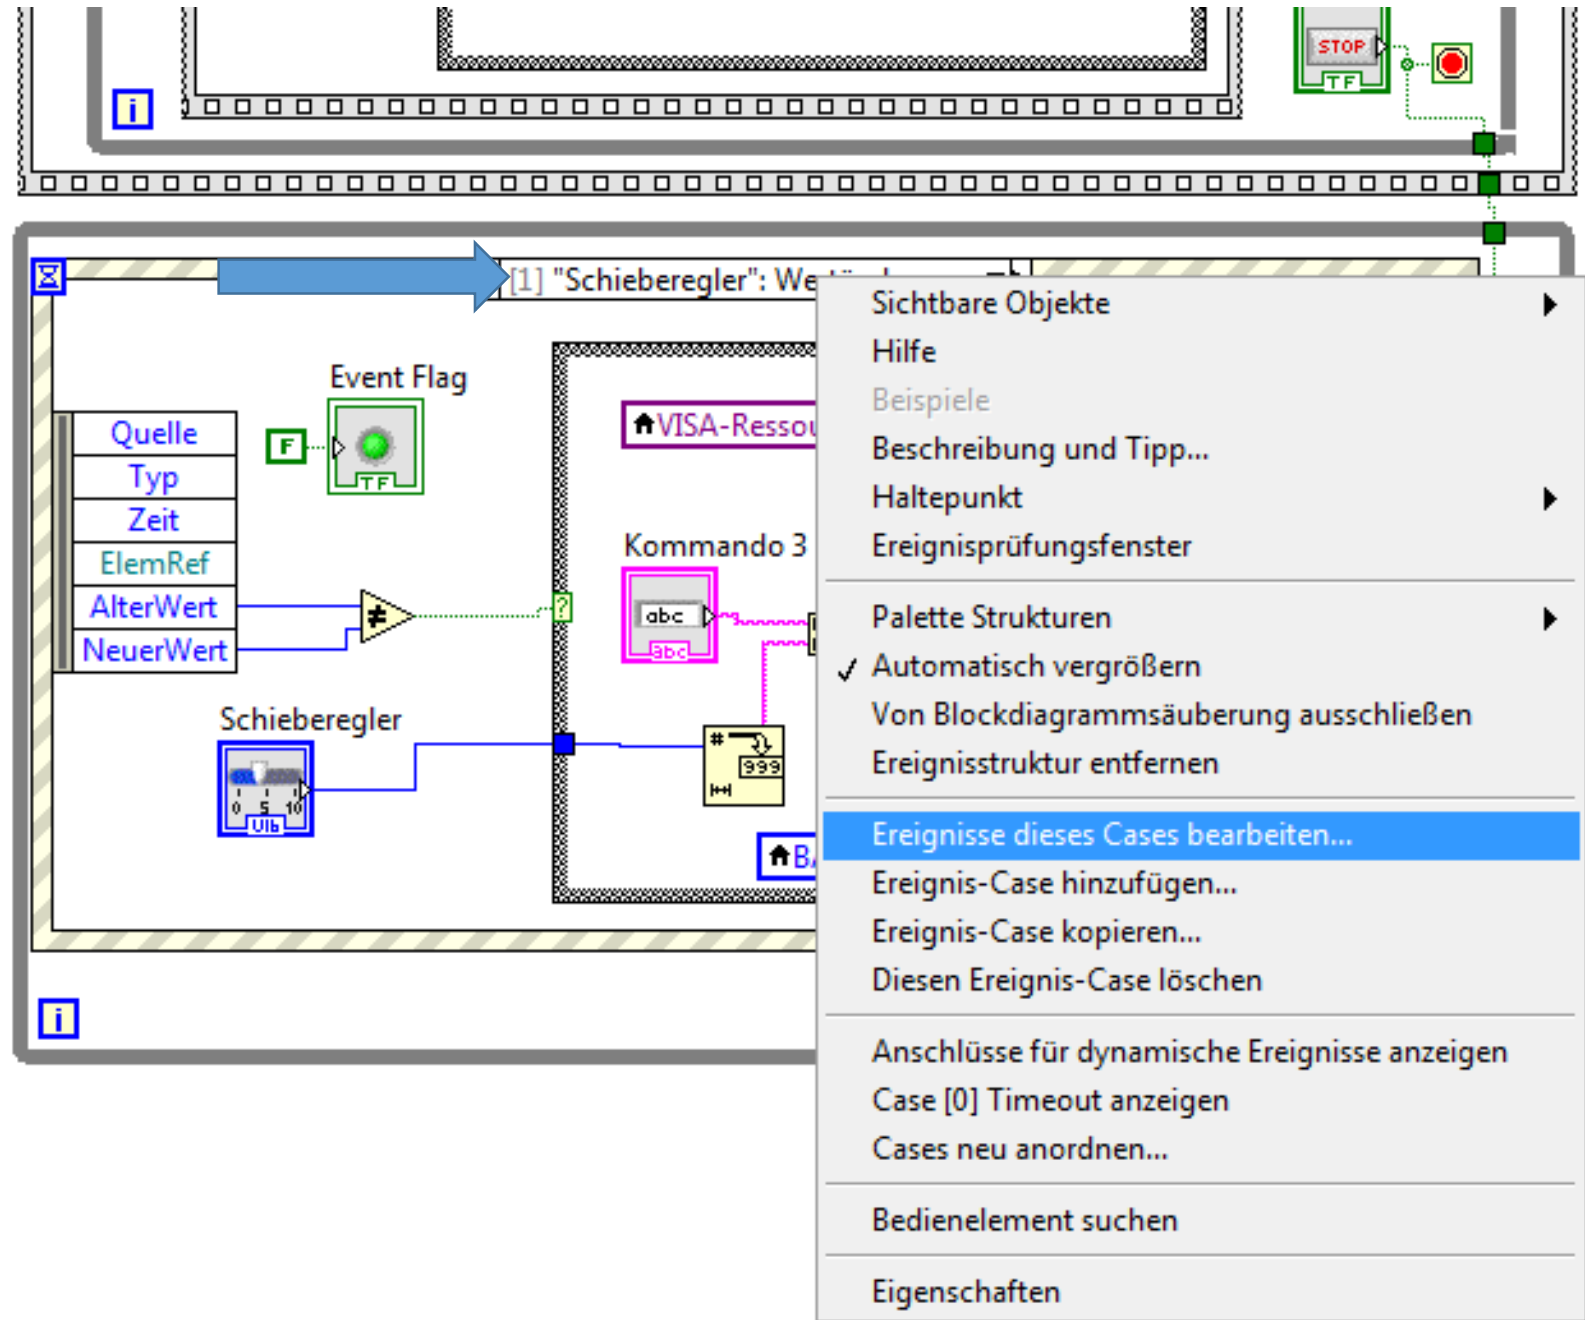 STOP
TF
i
[1] "Schieberegler":
Event Flag
F
TF
Quelle
Typ
Zeit
ElemRef
AlterWert
NeuerWert
≠
?
VISA-Ressou
Kommando 3
abc
abc
Schieberegler
0 5 10
U16
#
999
BA
i
Sichtbare Objekte
Hilfe
Beispiele
Beschreibung und Tipp...
Haltepunkt
Ereignisprüfungsfenster
Palette Strukturen
Automatisch vergrößern
Von Blockdiagrammsäuberung ausschließen
Ereignisstruktur entfernen
Ereignisse dieses Cases bearbeiten...
Ereignis-Case hinzufügen...
Ereignis-Case kopieren...
Diesen Ereignis-Case löschen
Anschlüsse für dynamische Ereignisse anzeigen
Case [0] Timeout anzeigen
Cases neu anordnen...
Bedienelement suchen
Eigenschaften